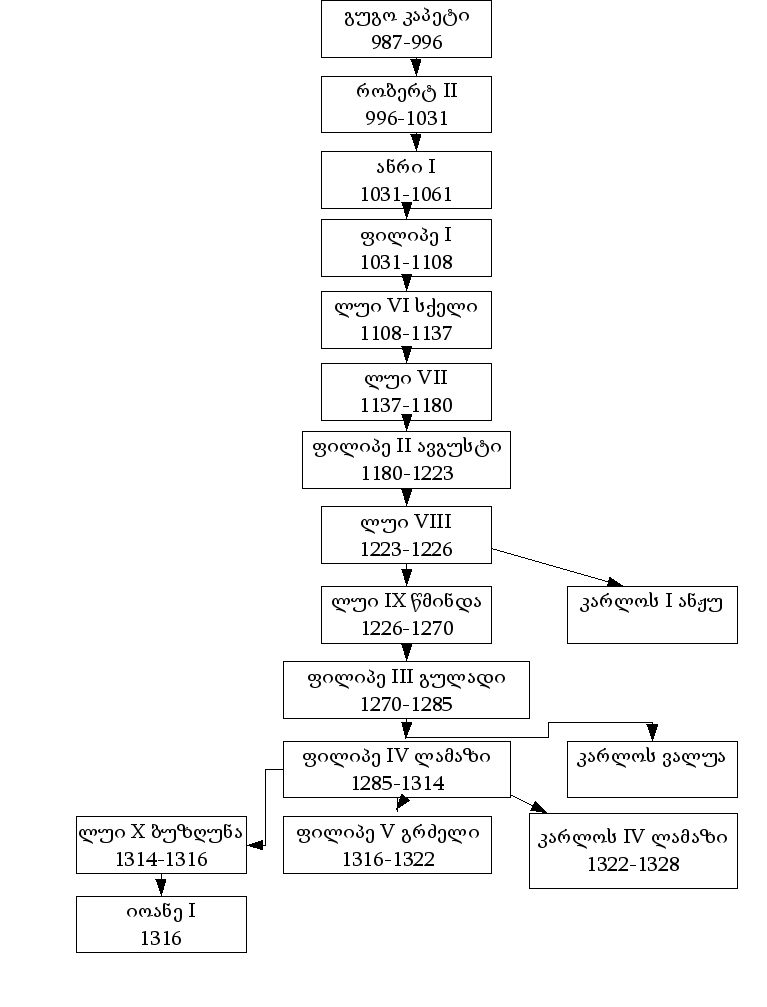 გუგო კაპეტი
987-996
რობერტ II
996-1031
ანრი I
1031-1061
ფილიპე I
1031-1108
ლუი VI სქელი
1108-1137
ლუი VII
1137-1180
ფილიპე II ავგუსტი
1180-1223
ლუი VIII
1223-1226
ლუი IX წმინდა
1226-1270
კარლოს I ანჟუ
ფილიპე III გულადი
1270-1285
ფილიპე IV ლამაზი
1285-1314
კარლოს ვალუა
ლუი X ბუზღუნა
1314-1316
ფილიპე V გრძელი
1316-1322
კარლოს IV ლამაზი
1322-1328
იოანე I
1316